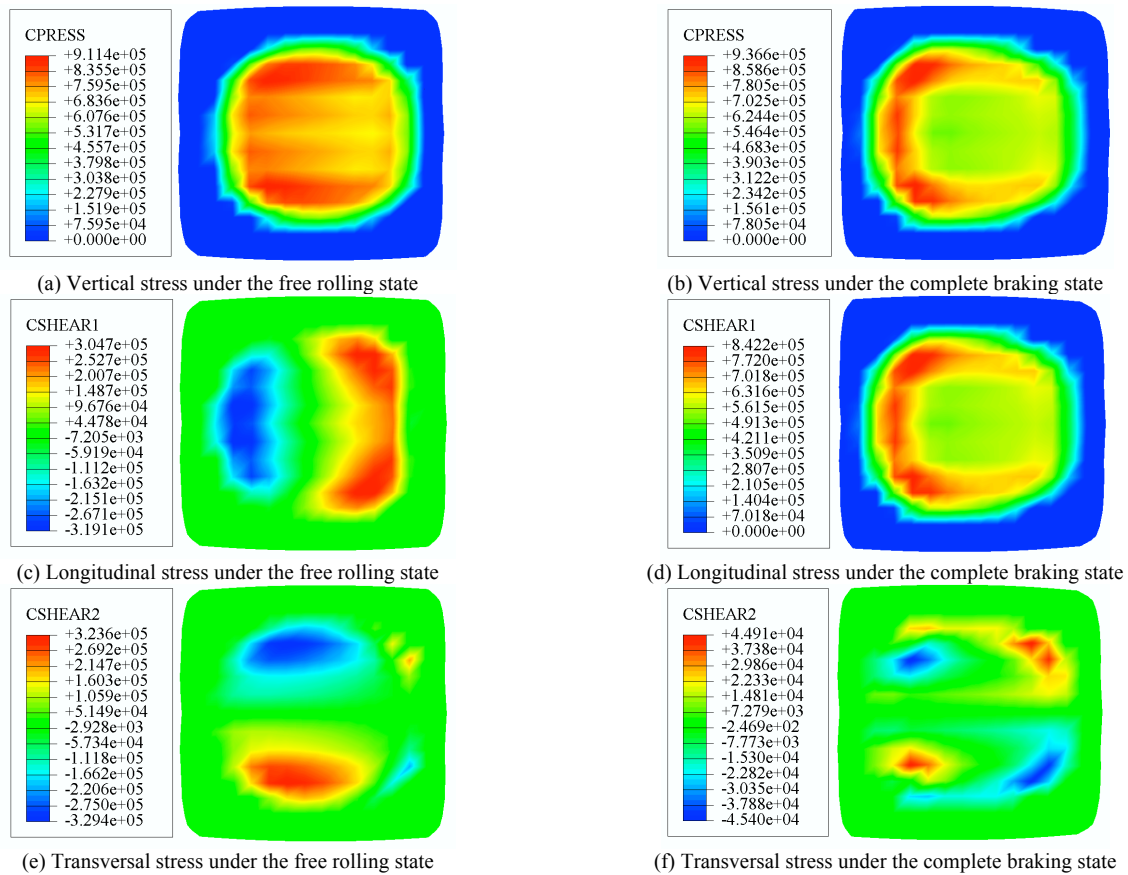 CPRESS
+9.114e+05
+8.355e+05
+7.595e+05
+6.836e+05
+6.076e+05
+5.317e+05
+4.557e+05
+3.798e+05
+3.038e+05
+2.279e+05
+1.519e+05
+7.595e+04
+0.000e+00
(a) Vertical stress under the free rolling state
CPRESS
+9.366e+05
+8.586e+05
+7.805e+05
+7.025e+05
+6.244e+05
+5.464e+05
+4.683e+05
+3.903e+05
+3.122e+05
+2.342e+05
+1.561e+05
+7.805e+04
+0.000e+00
(b) Vertical stress under the complete braking state
CSHEAR1
+3.047e+05
+2.527e+05
+2.007e+05
+1.487e+05
+9.676e+04
+4.478e+04
-7.205e+03
-5.919e+04
-1.112e+05
-1.632e+05
-2.151e+05
-2.671e+05
-3.191e+05
(c) Longitudinal stress under the free rolling state
CSHEAR1
+8.422e+05
+7.720e+05
+7.018e+05
+6.316e+05
+5.615e+05
+4.913e+05
+4.211e+05
+3.509e+05
+2.807e+05
+2.105e+05
+1.404e+05
+7.018e+04
+0.000e+00
(d) Longitudinal stress under the complete braking state
CSHEAR2
+3.236e+05
+2.692e+05
+2.147e+05
+1.603e+05
+1.059e+05
+5.149e+04
-2.928e+03
-5.734e+04
-1.118e+05
-1.662e+05
-2.206e+05
-2.750e+05
-3.294e+05
(e) Transversal stress under the free rolling state
CSHEAR2
+4.491e+04
+3.738e+04
+2.986e+04
+2.233e+04
+1.481e+04
+7.279e+03
-2.469e+02
-7.773e+03
-1.530e+04
-2.282e+04
-3.035e+04
-3.788e+04
-4.540e+04
(f) Transversal stress under the complete braking state